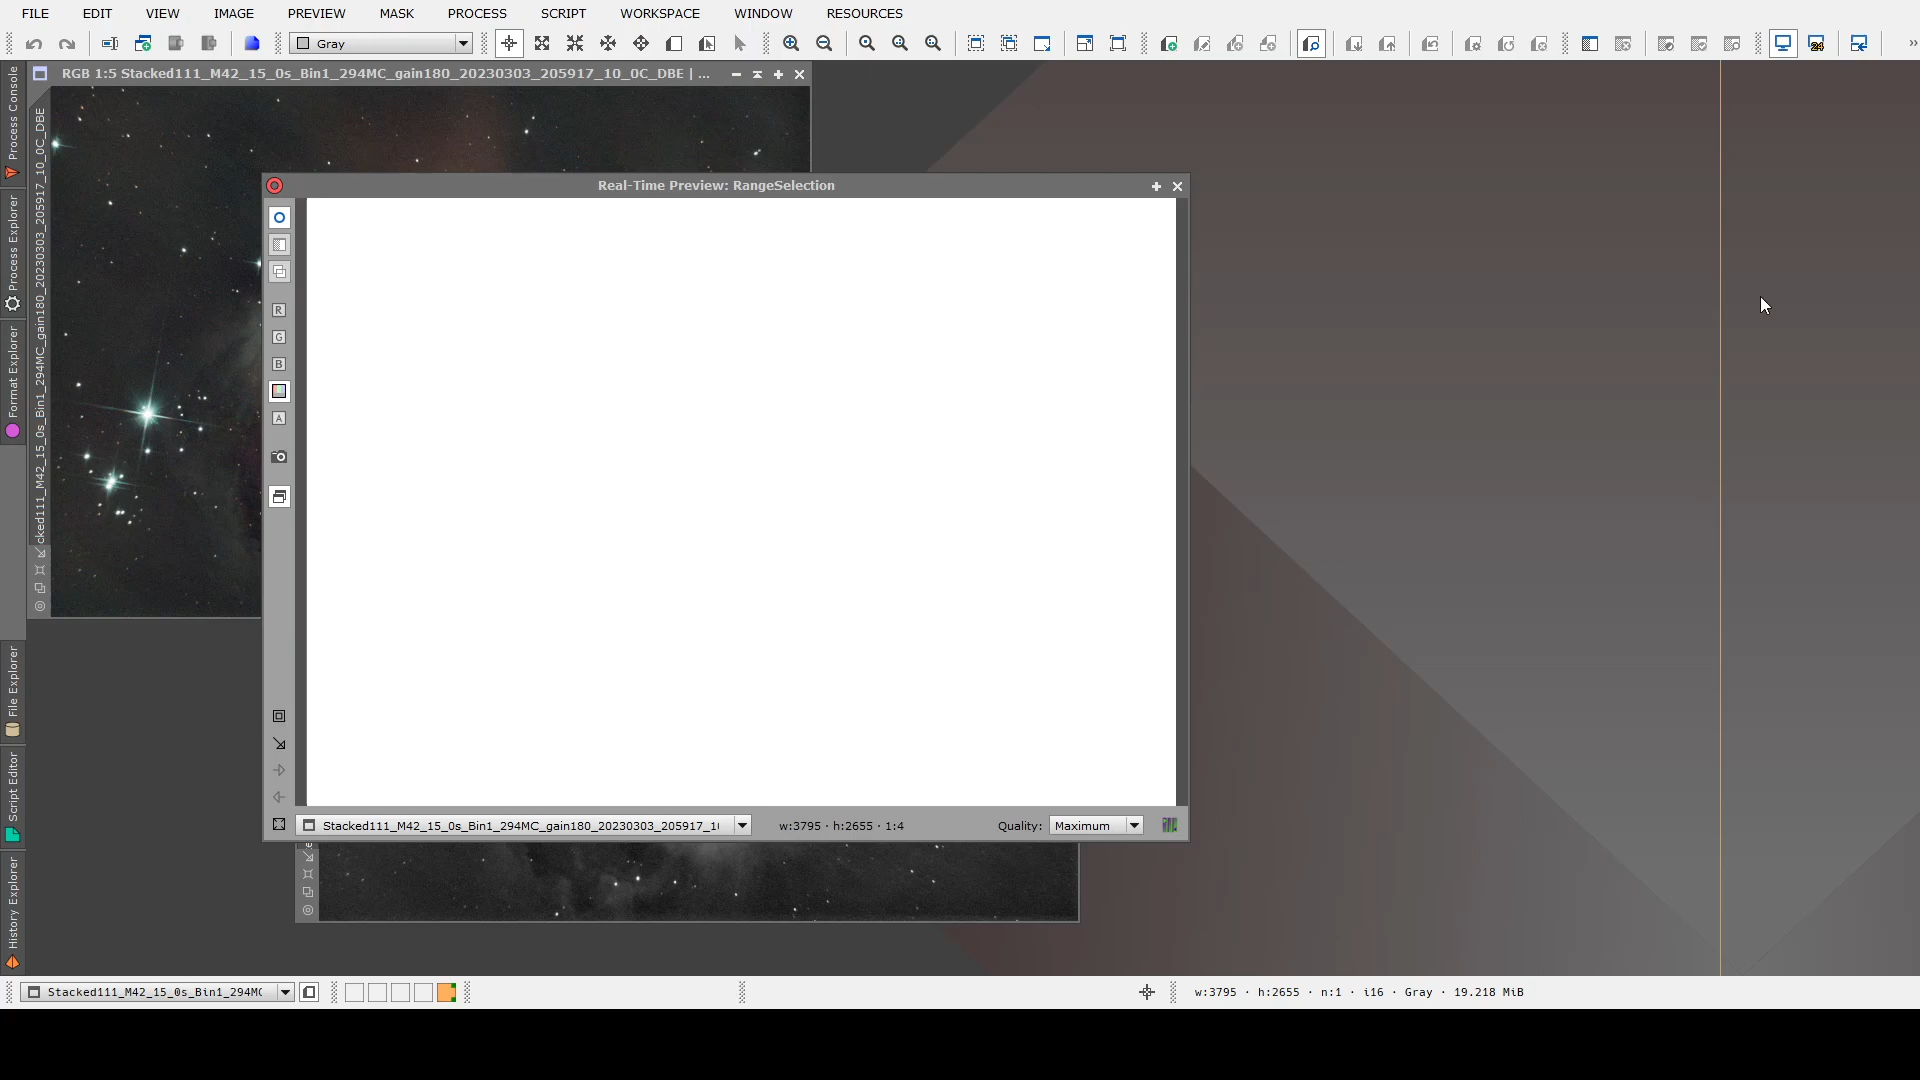 FILE EDIT VIEW IMAGE PREVIEW MASK PROCESS SCRIPT WORKSPACE WINDOW RESOURCES
Gray
24
RGB 1:5 Stacked111_M42_15_0s_Bin1_294MC_gain180_20230303_205917_10_0C_DBE | ...
Process Console
Process Explorer
Format Explorer
File Explorer
Script Editor
History Explorer
cked111_M42_15_0s_Bin1_294MC_gain180_20230303_205917_10_0C_DBE
Real-Time Preview: RangeSelection
R
G
B
A
Stacked111_M42_15_0s_Bin1_294MC_gain180_20230303_205917_1 w:3795 · h:2655 · 1:4 Quality: Maximum
Stacked111_M42_15_0s_Bin1_294MC w:3795 · h:2655 · n:1 · i16 · Gray · 19.218 MiB